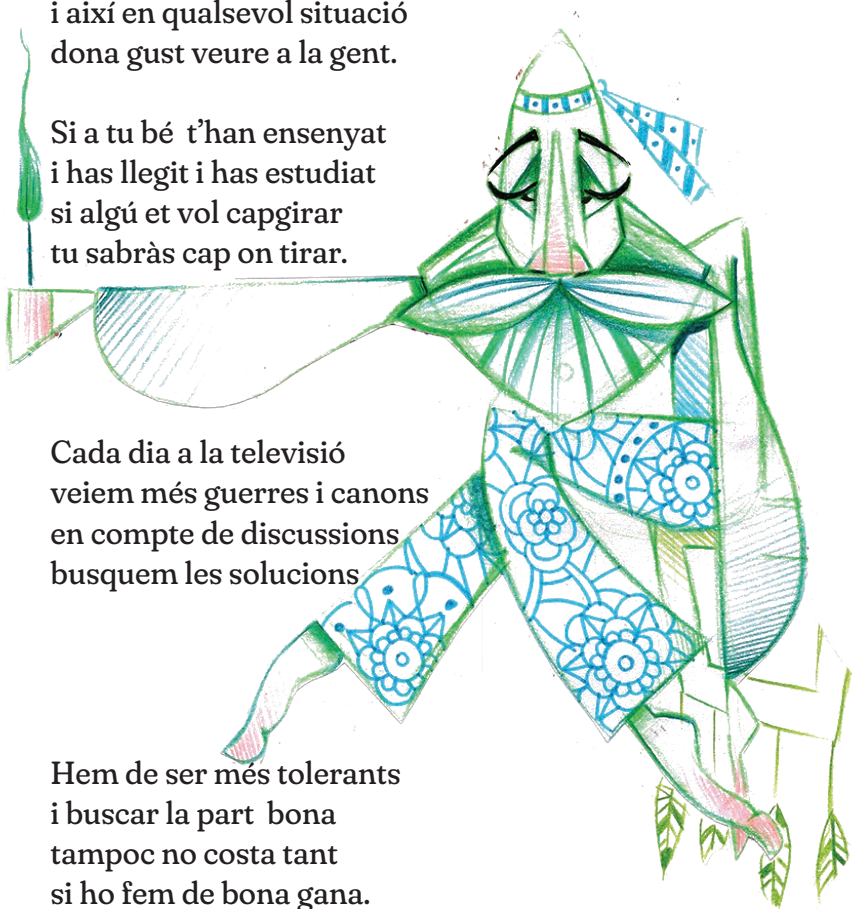 i així en qualsevol situació
dona gust veure a la gent.
Si a tu bé  t’han ensenyat
i has llegit i has estudiat
si algú et vol capgirar
tu sabràs cap on tirar.
Cada dia a la televisió
veiem més guerres i canons
en compte de discussions
busquem les solucions
Hem de ser més tolerants
i buscar la part  bona
tampoc no costa tant
si ho fem de bona gana.